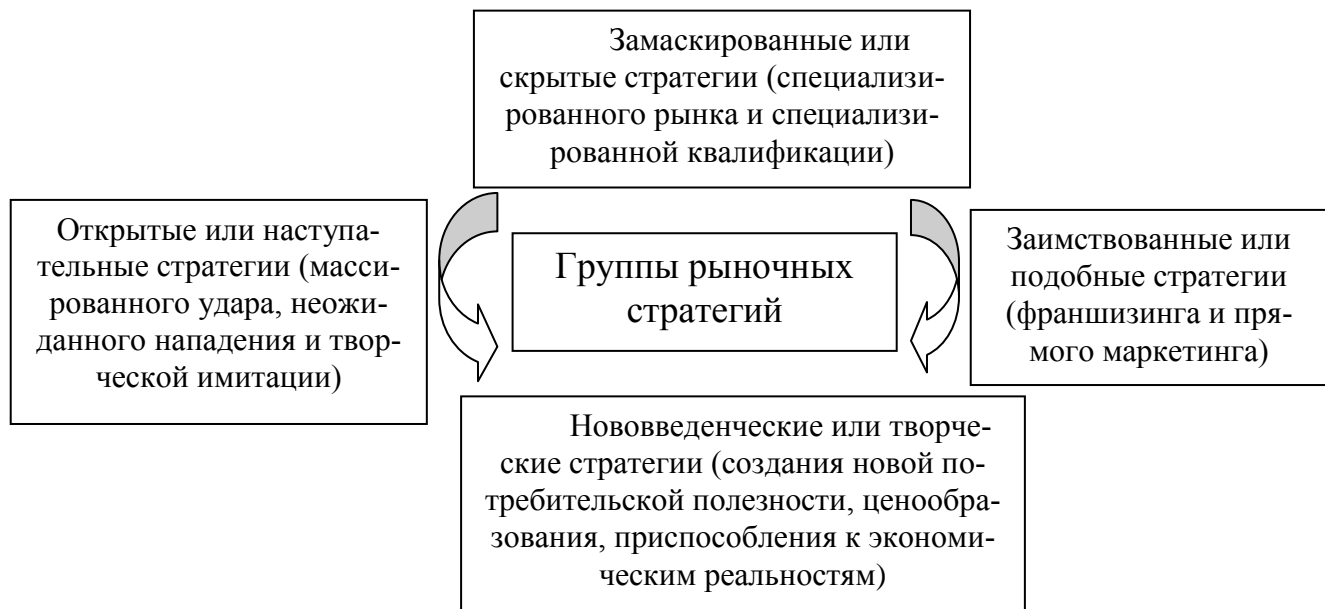 Замаскированные или
скрытые стратегии (специализи-
рованного рынка и специализи-
рованной квалификации)
Открытые или наступа-
тельные стратегии (масси-
рованного удара, неожи-
данного нападения и твор-
ческой имитации)
Группы рыночных
стратегий
Заимствованные или
подобные стратегии
(франшизинга и пря-
мого маркетинга)
Нововведенческие или творче-
ские стратегии (создания новой по-
требительской полезности, ценообра-
зования, приспособления к экономи-
ческим реальностям)